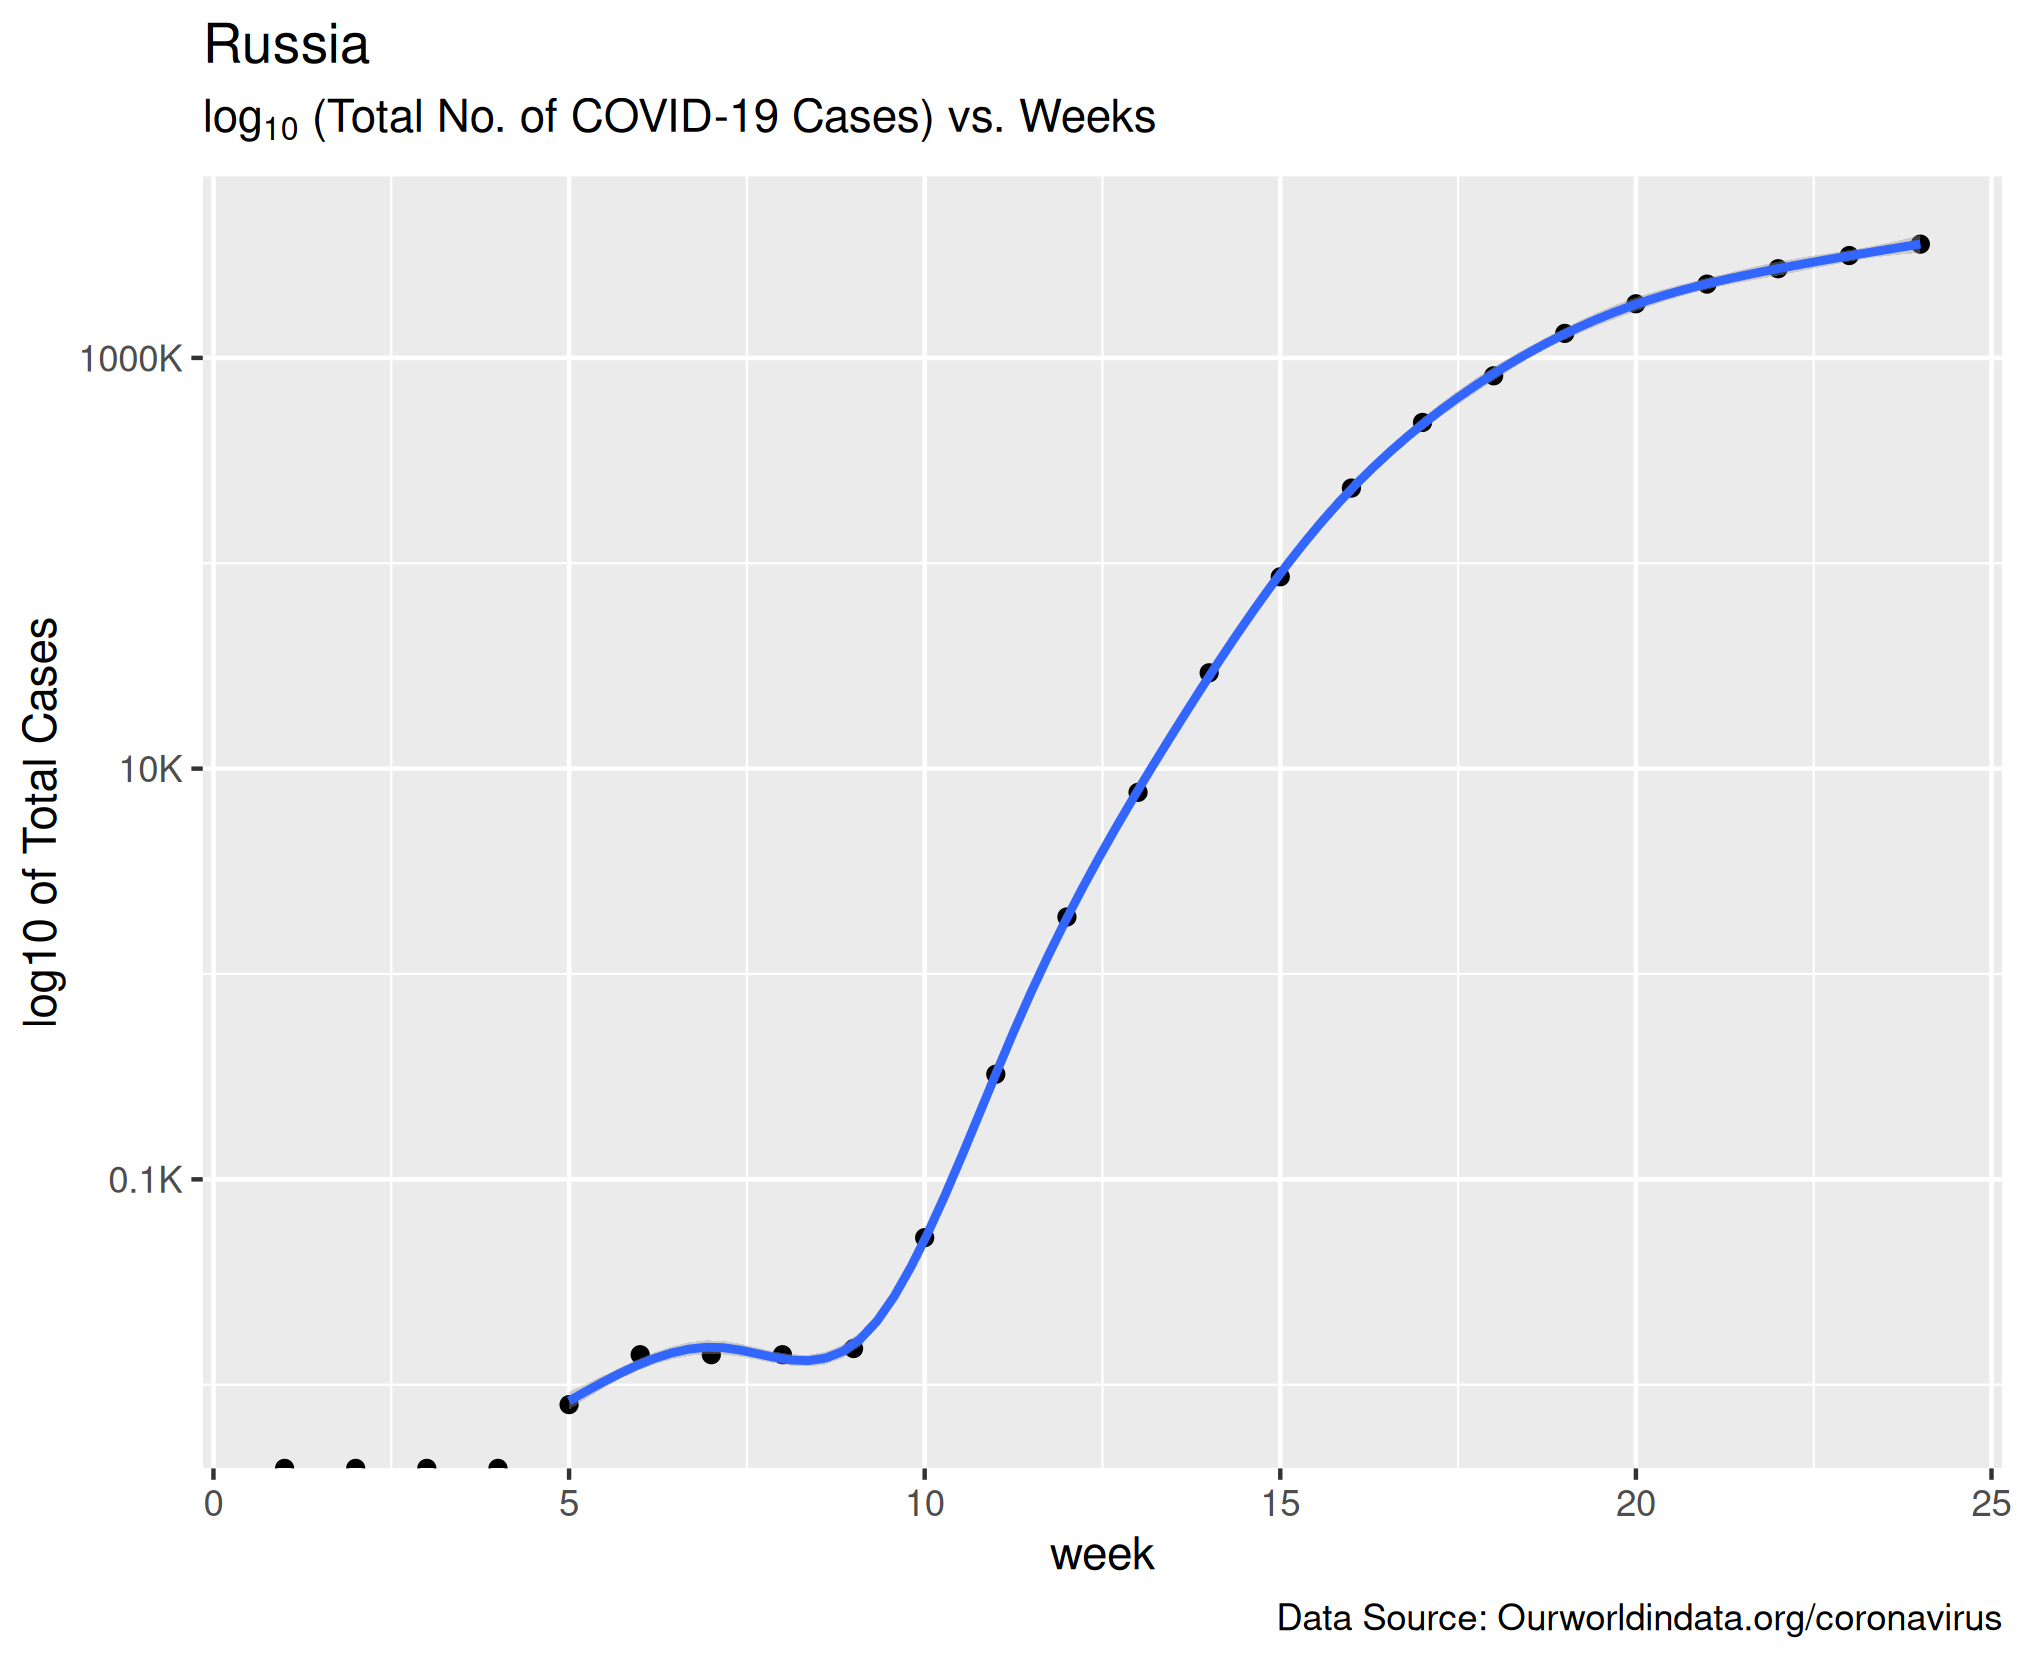 Russia
log₁₀ (Total No. of COVID-19 Cases) vs. Weeks
log10 of Total Cases
1000K
10K
0.1K
0 5 10 15 20 25
week
Data Source: Ourworldindata.org/coronavirus